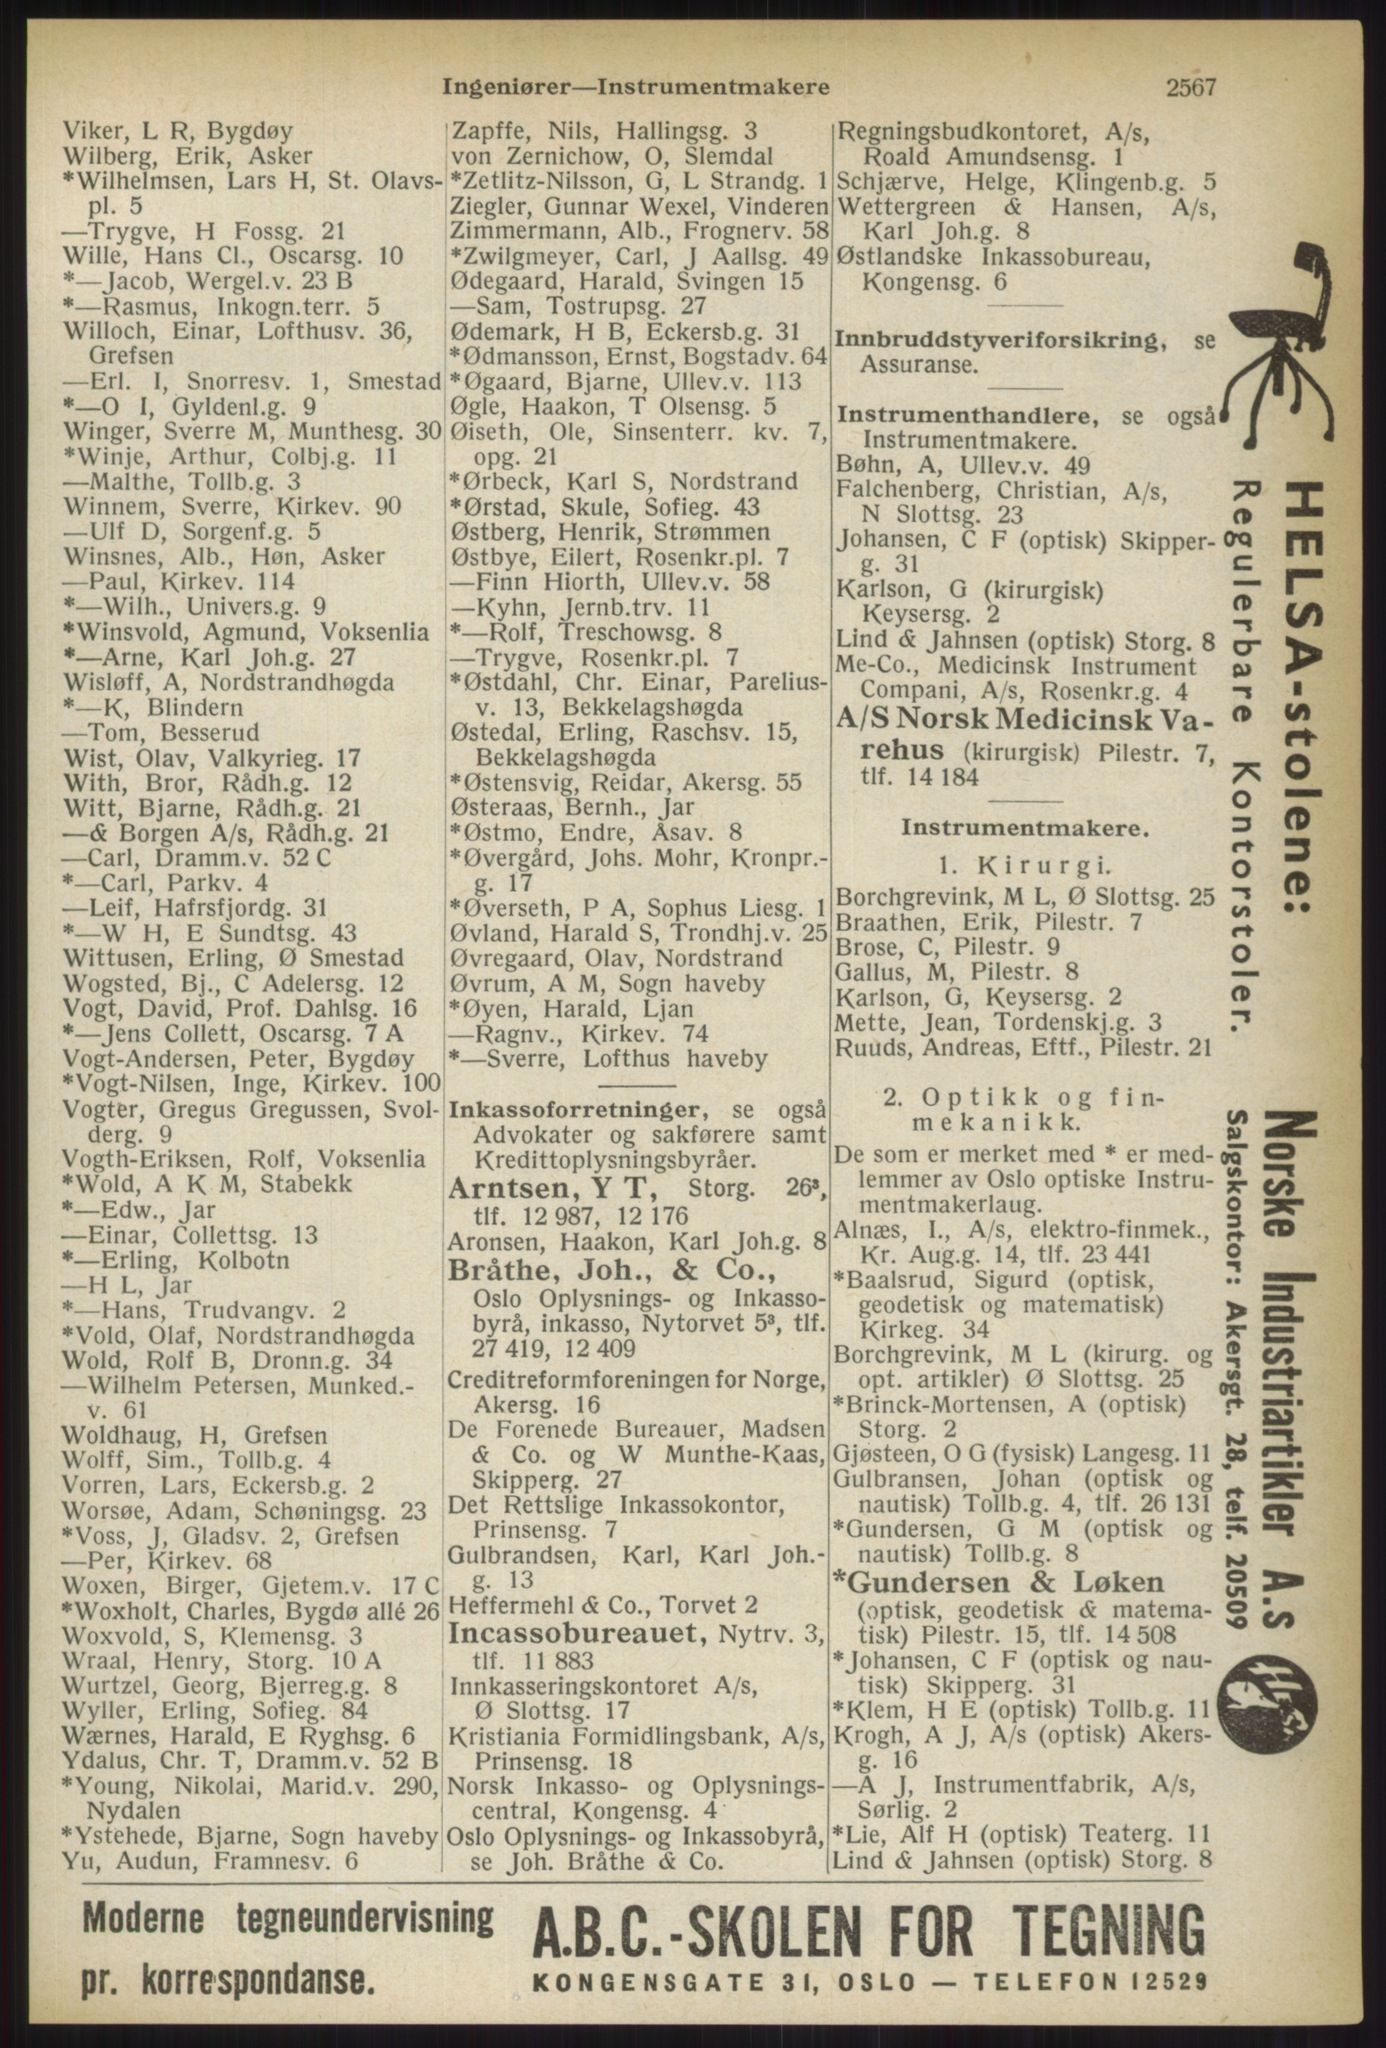 Ingeniører—Instrumentmakere
2567
Viker, L R, Bygdøy
Wilberg, Erik, Asker
*Wilhelmsen, Lars H, St. Olavs-
pl. 5
—Trygve, H Fossg. 21
Wille, Hans Cl., Oscarsg. 10
*—Jacob, Wergel.v. 23 B
*—Rasmus, Inkogn.terr. 5
Willoch, Einar, Lofthusv. 36,
Grefsen
—Erl. I, Snorresv. 1, Smestad
*—O I, Gyldenl.g. 9
Winger, Sverre M, Munthesg. 30
*Winje, Arthur, Colbj.g. 11
—Malthe, Tollb.g. 3
Winnem, Sverre, Kirkev. 90
—Ulf D, Sorgenf.g. 5
Winsnes, Alb., Høn, Asker
—Paul, Kirkev. 114
*—Wilh., Univers.g. 9
*Winsvold, Agmund, Voksenlia
*—Arne, Karl Joh.g. 27
Wisløff, A, Nordstrandhøgda
*—K, Blindern
—Tom, Besserud
Wist, Olav, Valkyrieg. 17
With, Bror, Rådh.g. 12
Witt, Bjarne, Rådh.g. 21
—& Borgen A/s, Rådh.g. 21
—Carl, Dramm.v. 52 C
*—Carl, Parkv. 4
—Leif, Hafrsfjordg. 31
*—W H, E Sundtsg. 43
Wittusen, Erling, Ø Smestad
Wogsted, Bj., C Adelersg. 12
Vogt, David, Prof. Dahlsg. 16
*—Jens Collett, Oscarsg. 7 A
Vogt-Andersen, Peter, Bygdøy
*Vogt-Nilsen, Inge, Kirkev. 100
Vogter, Gregus Gregussen, Svol-
derg. 9
Vogth-Eriksen, Rolf, Voksenlia
*Wold, A K M, Stabekk
*—Edw., Jar
—Einar, Collettsg. 13
*—Erling, Kolbotn
—H L, Jar
*—Hans, Trudvangv. 2
*Vold, Olaf, Nordstrandhøgda
Wold, Rolf B, Dronn.g. 34
—Wilhelm Petersen, Munked.-
v. 61
Woldhaug, H, Grefsen
Wolff, Sim., Tollb.g. 4
Vorren, Lars, Eckersb.g. 2
Worsøe, Adam, Schøningsg. 23
*Voss, J, Gladsv. 2, Grefsen
—Per, Kirkev. 68
Woxen, Birger, Gjetem.v. 17 C
*Woxholt, Charles, Bygdø allé 26
Woxvold, S, Klemensg. 3
Wraal, Henry, Storg. 10 A
Wurtzel, Georg, Bjerreg.g. 8
Wyller, Erling, Sofieg. 84
Wærnes, Harald, E Ryghsg. 6
Ydalus, Chr. T, Dramm.v. 52 B
*Young, Nikolai, Marid.v. 290,
Nydalen
*Ystehede, Bjarne, Sogn haveby
Yu, Audun, Framnesv. 6
Zapffe, Nils, Hallingsg. 3
von Zernichow, O, Slemdal
*Zetlitz-Nilsson, G, L Strandg. 1
Ziegler, Gunnar Wexel, Vinderen
Zimmermann, Alb., Frognerv. 58
*Zwilgmeyer, Carl, J Aallsg. 49
Ødegaard, Harald, Svingen 15
—Sam, Tostrupsg. 27
Ødemark, H B, Eckersb.g. 31
*Ødmansson, Ernst, Bogstadv. 64
*Øgaard, Bjarne, Ullev.v. 113
Øgle, Haakon, T Olsensg. 5
Øiseth, Ole, Sinsenterr. kv. 7,
opg. 21
*Ørbeck, Karl S, Nordstrand
*Ørstad, Skule, Sofieg. 43
Østberg, Henrik, Strømmen
Østbye, Eilert, Rosenkr.pl. 7
—Finn Hiorth, Ullev.v. 58
—Kyhn, Jernb.trv. 11
*—Rolf, Treschowsg. 8
—Trygve, Rosenkr.pl. 7
*Østdahl, Chr. Einar, Parelius-
v. 13, Bekkelagshøgda
Østedal, Erling, Raschsv. 15,
Bekkelagshøgda
*Østensvig, Reidar, Akersg. 55
Østeraas, Bernh., Jar
*Østmo, Endre, Åsav. 8
*Øvergård, Johs. Mohr, Kronpr.-
g. 17
*Øverseth, P A, Sophus Liesg. 1
Øvland, Harald S, Trondhj.v. 25
Øvregaard, Olav, Nordstrand
Øvrum, A M, Sogn haveby
*Øyen, Harald, Ljan
—Ragnv., Kirkev. 74
*—Sverre, Lofthus haveby
Inkassoforretninger, se også
Advokater og sakførere samt
Kredittoplysningsbyråer.
Arntsen, Y T, Storg. 26³,
tlf. 12 987, 12 176
Aronsen, Haakon, Karl Joh.g. 8
Bråthe, Joh., & Co.,
Oslo Oplysnings- og Inkasso-
byrå, inkasso, Nytorvet 5³, tlf.
27 419, 12 409
Creditreformforeningen for Norge,
Akersg. 16
De Forenede Bureauer, Madsen
& Co. og W Munthe-Kaas,
Skipperg. 27
Det Rettslige Inkassokontor,
Prinsensg. 7
Gulbrandsen, Karl, Karl Joh.-
g. 13
Heffermehl & Co., Torvet 2
Incassobureauet, Nytrv. 3,
tlf. 11 883
Innkasseringskontoret A/s,
Ø Slottsg. 17
Kristiania Formidlingsbank, A/s,
Prinsensg. 18
Norsk Inkasso- og Oplysnings-
central, Kongensg. 4
Oslo Oplysnings- og Inkassobyrå,
se Joh. Bråthe & Co.
Regningsbudkontoret, A/s,
Roald Amundsensg. 1
Schjærve, Helge, Klingenb.g. 5
Wettergreen & Hansen, A/s,
Karl Joh.g. 8
Østlandske Inkassobureau,
Kongensg. 6
Innbruddstyveriforsikring, se
Assuranse.
Instrumenthandlere, se også
Instrumentmakere.
Bøhn, A, Ullev.v. 49
Falchenberg, Christian, A/s,
N Slottsg. 23
Johansen, C F (optisk) Skipper-
g. 31
Karlson, G (kirurgisk)
Keysersg. 2
Lind & Jahnsen (optisk) Storg. 8
Me-Co., Medicinsk Instrument
Compani, A/s, Rosenkr.g. 4
A/S Norsk Medicinsk Va-
rehus (kirurgisk) Pilestr. 7,
tlf. 14 184
Instrumentmakere.
1. Kirurgi.
Borchgrevink, M L, Ø Slottsg. 25
Braathen, Erik, Pilestr. 7
Brose, C, Pilestr. 9
Gallus, M, Pilestr. 8
Karlson, G, Keysersg. 2
Mette, Jean, Tordenskj.g. 3
Ruuds, Andreas, Eftf., Pilestr. 21
2. Optikk og fin-
mekanikk.
De som er merket med * er med-
lemmer av Oslo optiske Instru-
mentmakerlaug.
Alnæs, I., A/s, elektro-finmek.,
Kr. Aug.g. 14, tlf. 23 441
*Baalsrud, Sigurd (optisk,
geodetisk og matematisk)
Kirkeg. 34
Borchgrevink, M L (kirurg. og
opt. artikler) Ø Slottsg. 25
*Brinck-Mortensen, A (optisk)
Storg. 2
Gjøsteen, O G (fysisk) Langesg. 11
Gulbransen, Johan (optisk og
nautisk) Tollb.g. 4, tlf. 26 131
*Gundersen, G M (optisk og
nautisk) Tollb.g. 8
*Gundersen & Løken
(optisk, geodetisk & matema-
tisk) Pilestr. 15, tlf. 14 508
*Johansen, C F (optisk og nau-
tisk) Skipperg. 31
*Klem, H E (optisk) Tollb.g. 11
Krogh, A J, A/s (optisk) Akers-
g. 16
—A J, Instrumentfabrik, A/s,
Sørlig. 2
*Lie, Alf H (optisk) Teaterg. 11
Lind & Jahnsen (optisk) Storg. 8
HELSA-stolene:
Regulerbare Kontorstoler.
Norske Industriartikler A.s
Salgskontor: Akersgt. 28, telf. 20509
Moderne tegneundervisning
pr. korrespondanse.
A.B.C.-SKOLEN FOR TEGNING
KONGENSGATE 31, OSLO — TELEFON 12529